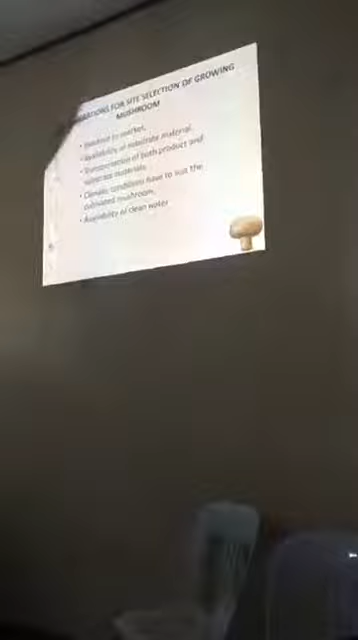 FOR SITE SELECTION OF GROWING
MUSHROOM
• to market.
• Availability of substrate material.
• Transportation of both product and
substrate materials.
• Climatic conditions have to suit the
cultivated mushroom.
• Availability of clean water